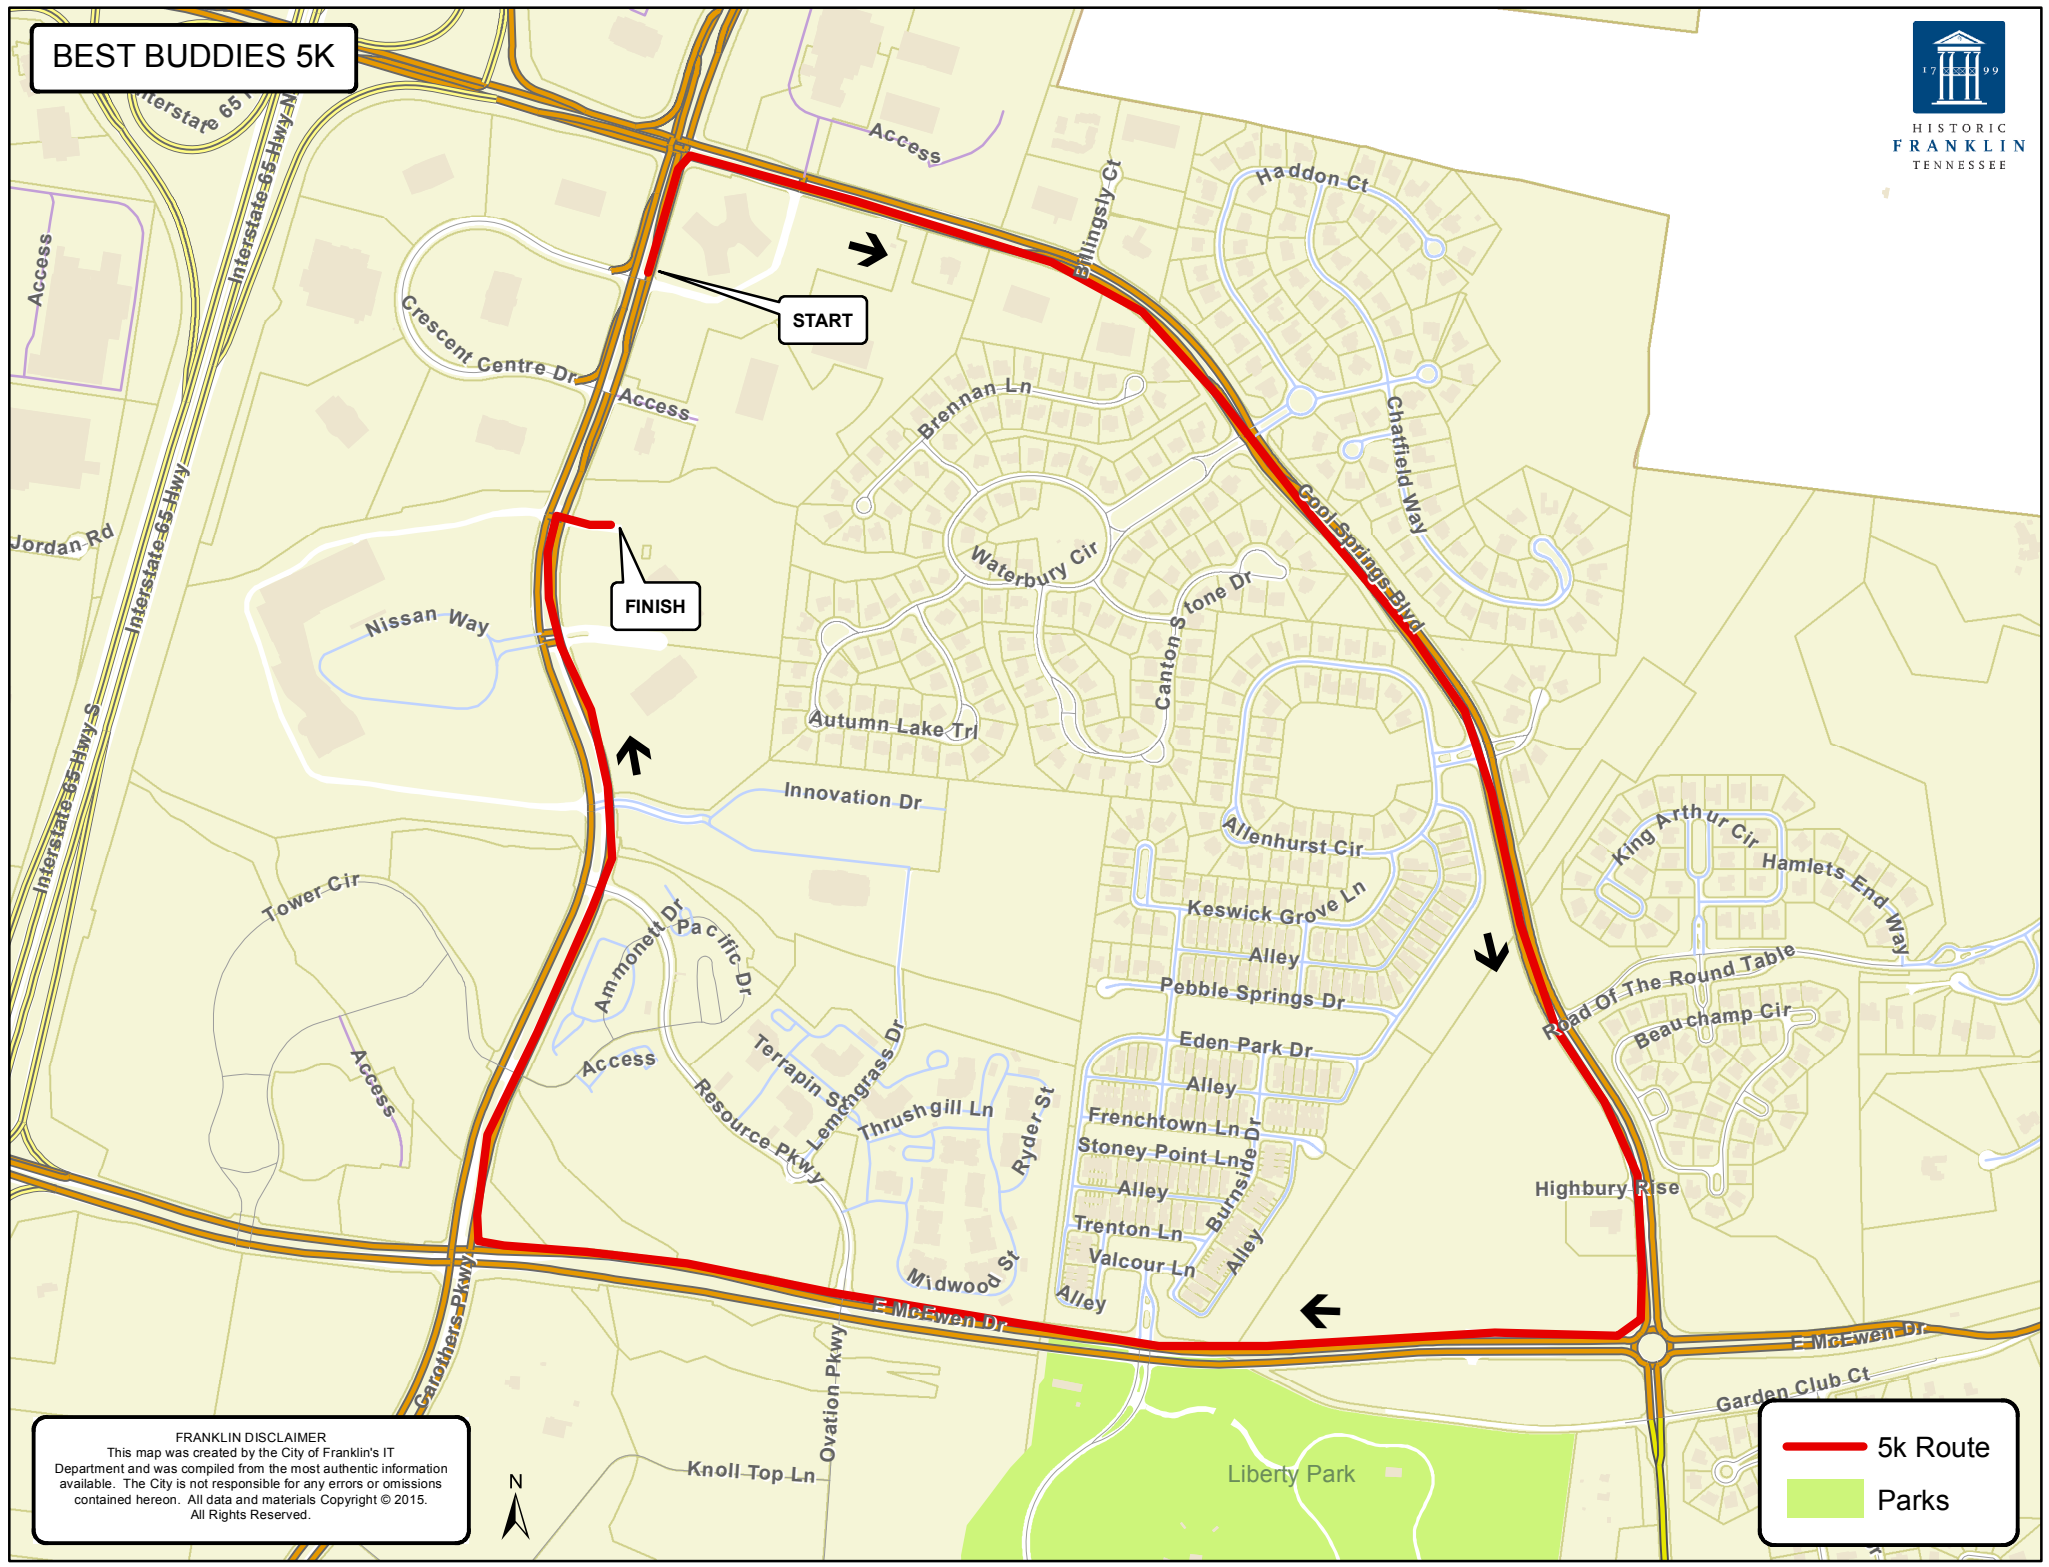 BEST BUDDIES 5K
17 99
HISTORIC
FRANKLIN
TENNESSEE
Interstate 65 Hwy N
Access
Access
Billingsly Ct
Haddon Ct
START
Crescent Centre Dr
Access
Brennan Ln
Chatfield Way
Cool Springs Blvd
Jordan Rd
Interstate 65 Hwy
Waterbury Cir
Canton Stone Dr
FINISH
Nissan Way
Autumn Lake Trl
Interstate 65 Hwy S
Innovation Dr
Allenhurst Cir
King Arthur Cir
Hamlets End Way
Tower Cir
Ammonett Dr
Pacific Dr
Keswick Grove Ln
Alley
Pebble Springs Dr
Road Of The Round Table
Beauchamp Cir
Access
Access
Terrapin St
Lemongrass Dr
Eden Park Dr
Alley
Resource Pkwy
Thrushgill Ln
Ryder St
Frenchtown Ln
Stoney Point Ln
Burnside Dr
Alley
Highbury Rise
Trenton Ln
Valcour Ln
Alley
Alley
Midwood St
E McEwen Dr
E McEwen Dr
Carothers Pkwy
Ovation Pkwy
Garden Club Ct
Knoll Top Ln
Liberty Park
FRANKLIN DISCLAIMER
This map was created by the City of Franklin's IT
Department and was compiled from the most authentic information
available. The City is not responsible for any errors or omissions
contained hereon. All data and materials Copyright © 2015.
All Rights Reserved.
N
5k Route
Parks